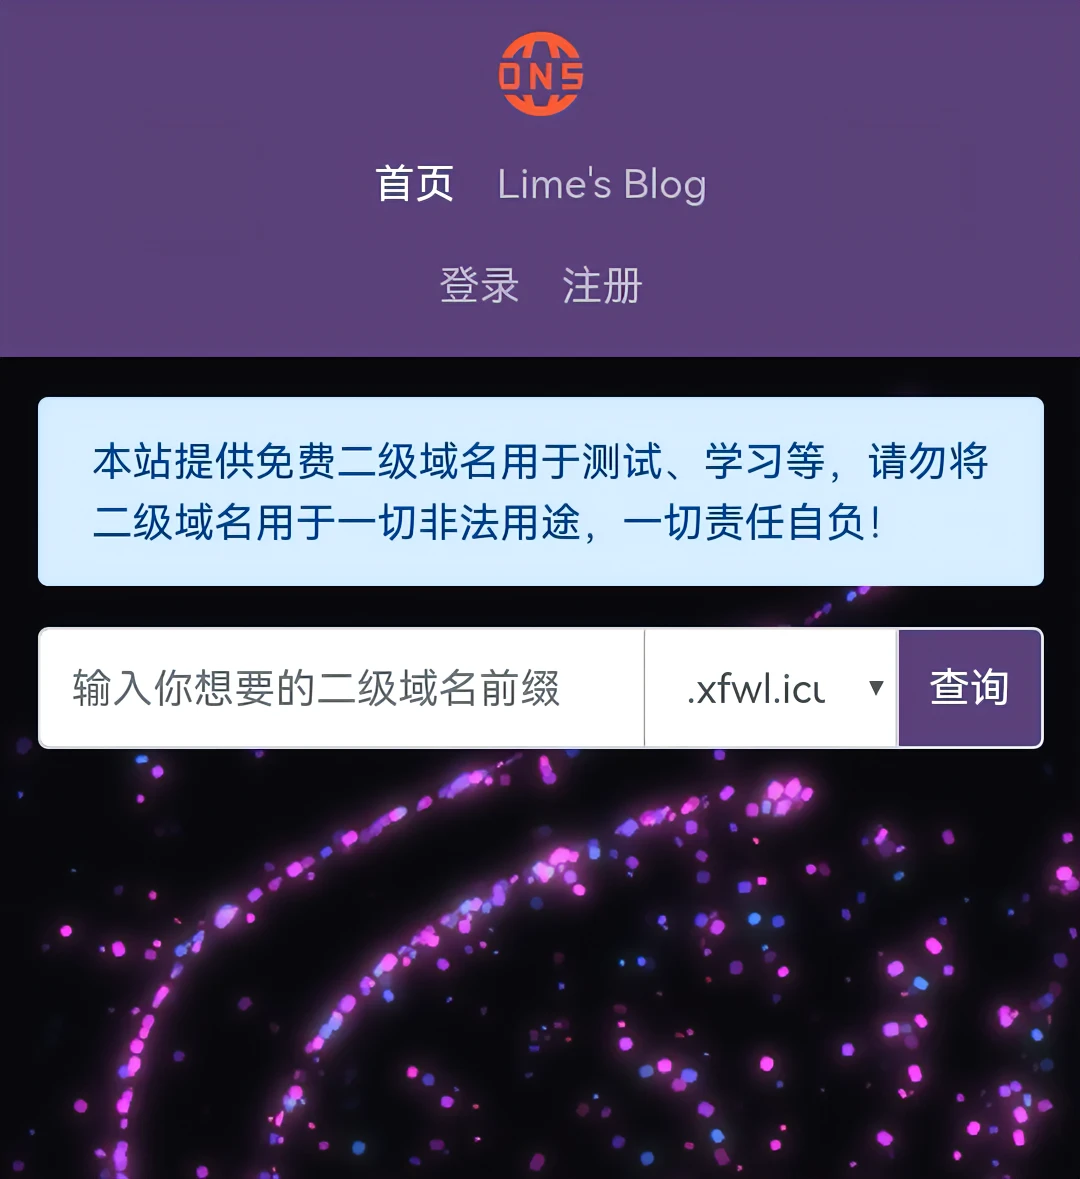 DNS
首页 Lime's Blog
登录 注册
本站提供免费二级域名用于测试、学习等，请勿将
二级域名用于一切非法用途，一切责任自负！
输入你想要的二级域名前缀 .xfwl.icu 查询